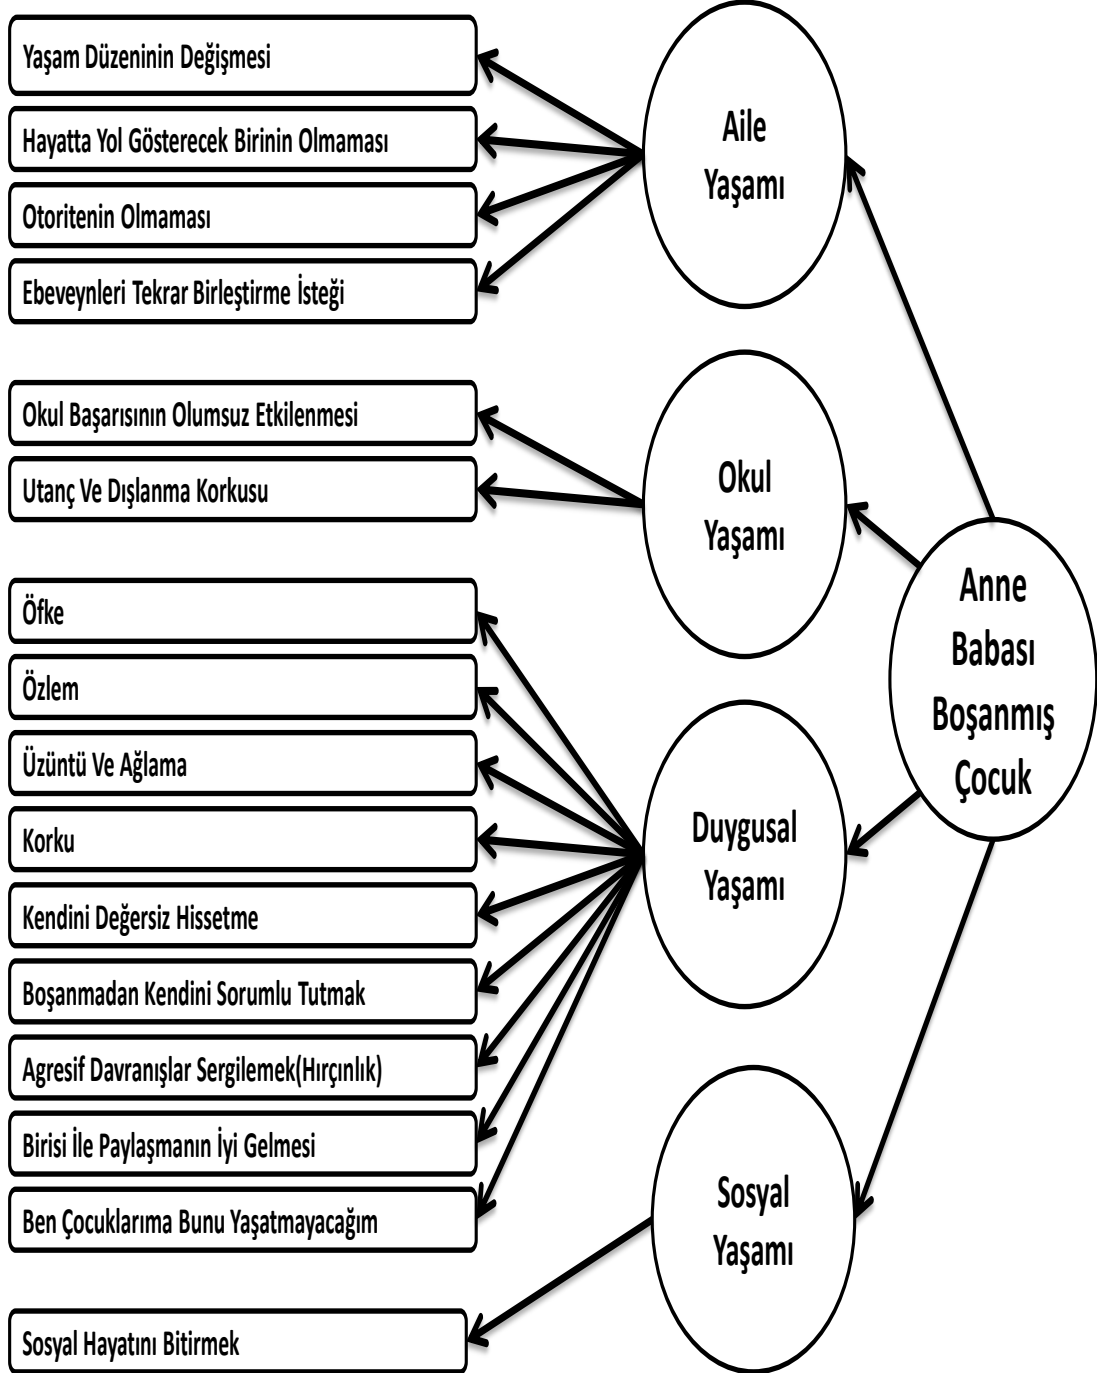 Yaşam Düzeninin Değişmesi
Hayatta Yol Gösterecek Birinin Olmaması
Otoritenin Olmaması
Ebeveynleri Tekrar Birleştirme İsteği
Aile
Yaşamı
Okul Başarısının Olumsuz Etkilenmesi
Utanç Ve Dışlanma Korkusu
Okul
Yaşamı
Anne
Babası
Boşanmış
Çocuk
Öfke
Özlem
Üzüntü Ve Ağlama
Korku
Kendini Değersiz Hissetme
Boşanmadan Kendini Sorumlu Tutmak
Agresif Davranışlar Sergilemek(Hırçınlık)
Birisi İle Paylaşmanın İyi Gelmesi
Ben Çocuklarıma Bunu Yaşatmayacağım
Duygusal
Yaşamı
Sosyal
Yaşamı
Sosyal Hayatını Bitirmek